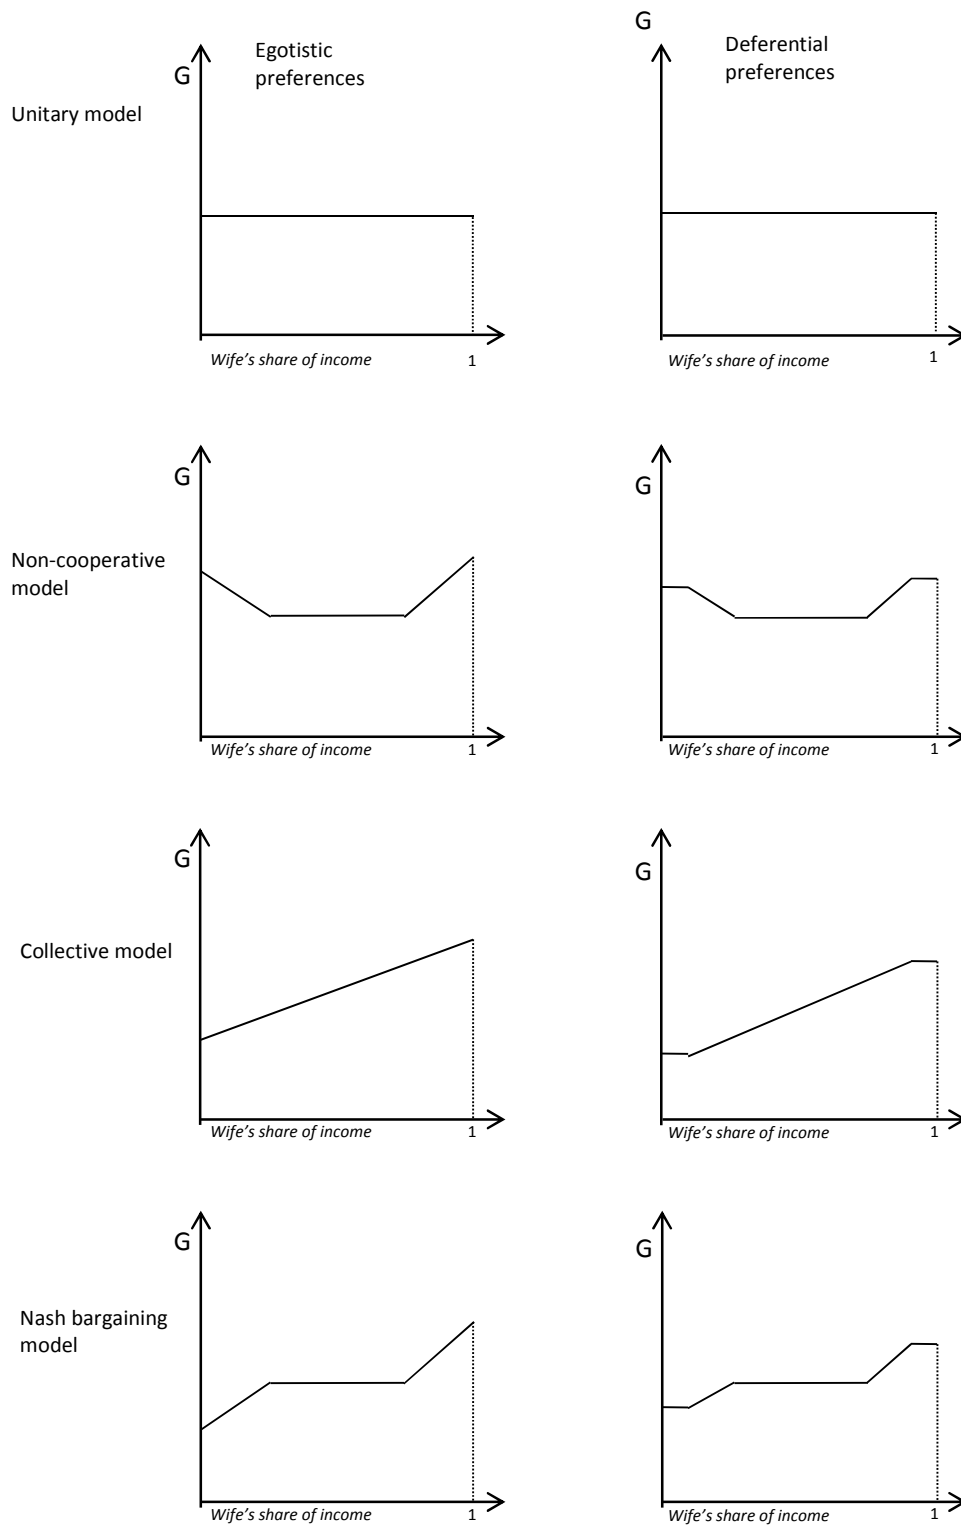 G
Egotistic
preferences
Deferential
preferences
G
Unitary model
Wife's share of income
1
Wife's share of income
1
G
G
Non-cooperative
model
Wife's share of income
1
Wife's share of income
1
G
G
Collective model
Wife's share of income
1
Wife's share of income
1
G
G
Nash bargaining
model
Wife's share of income
1
Wife's share of income
1